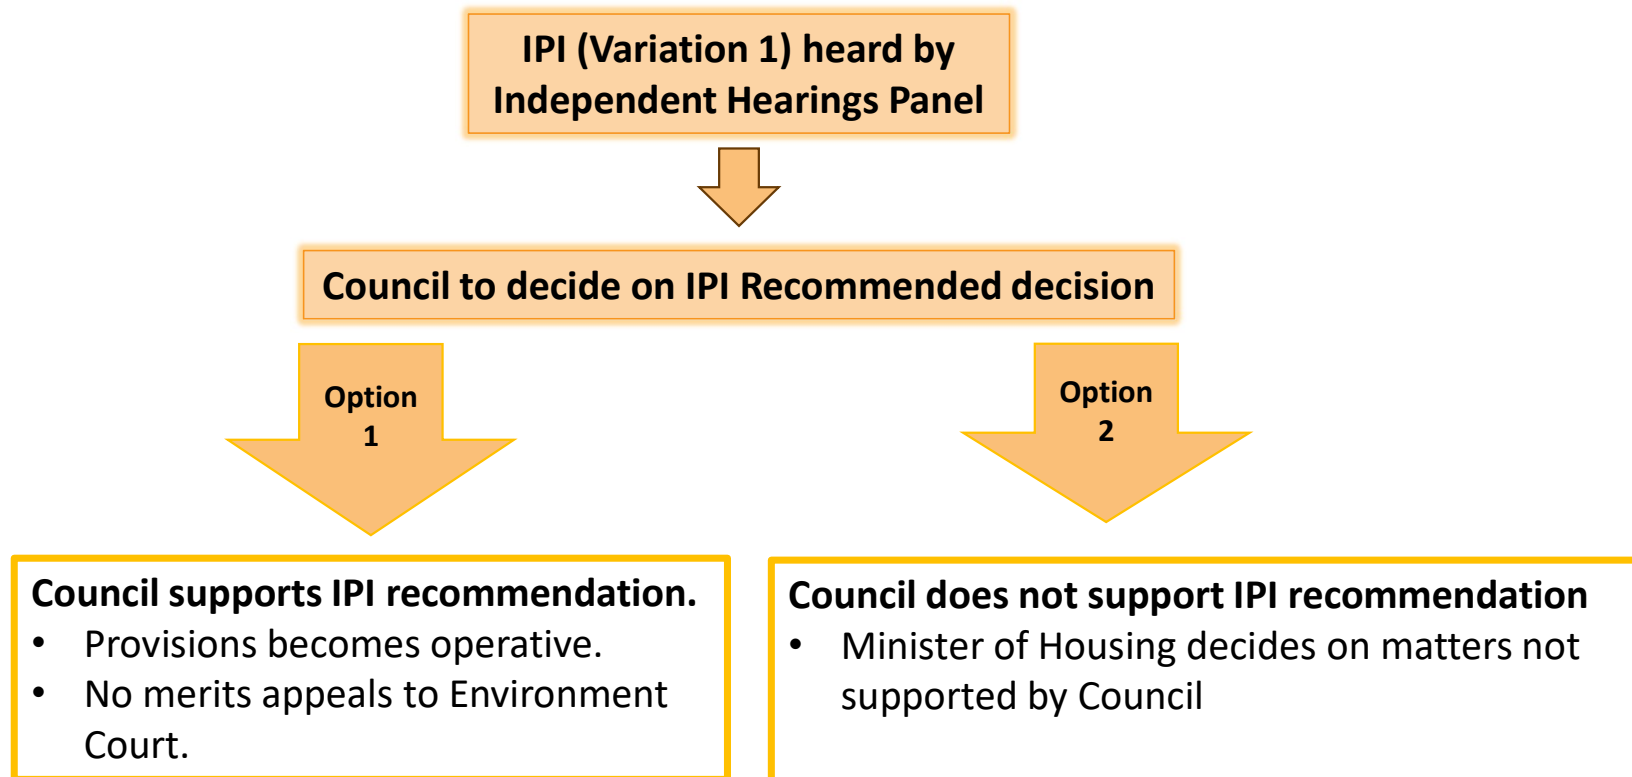 IPI (Variation 1) heard by
Independent Hearings Panel
Council to decide on IPI Recommended decision
Option
1
Option
2
Council supports IPI recommendation.
• Provisions becomes operative.
• No merits appeals to Environment
Court.
Council does not support IPI recommendation
• Minister of Housing decides on matters not
supported by Council